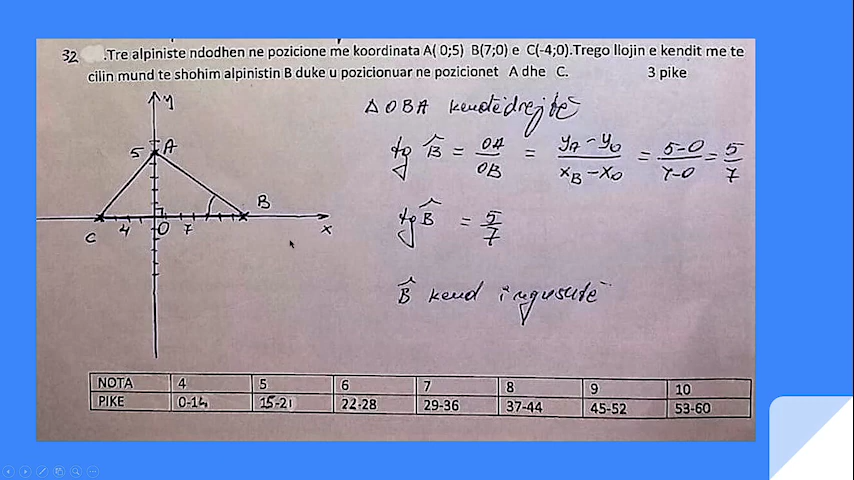 32 .Tre alpiniste ndodhen ne pozicione me koordinata A( 0;5) B(7;0) e C(-4;0).Trego llojin e kendit me te
cilin mund te shohim alpinistin B duke u pozicionuar ne pozicionet A dhe C. 3 pike
y
Δ OBA kendëdrejtë
5 A
tg B̂ = OA/OB = (yA - yO)/(xB - xO) = (5-0)/(7-0) = 5/7
B
C 4 O 7 x
tg B̂ = 5/7
B̂ kend i ngushtë
NOTA 4 5 6 7 8 9 10
PIKE 0-14 15-21 22-28 29-36 37-44 45-52 53-60